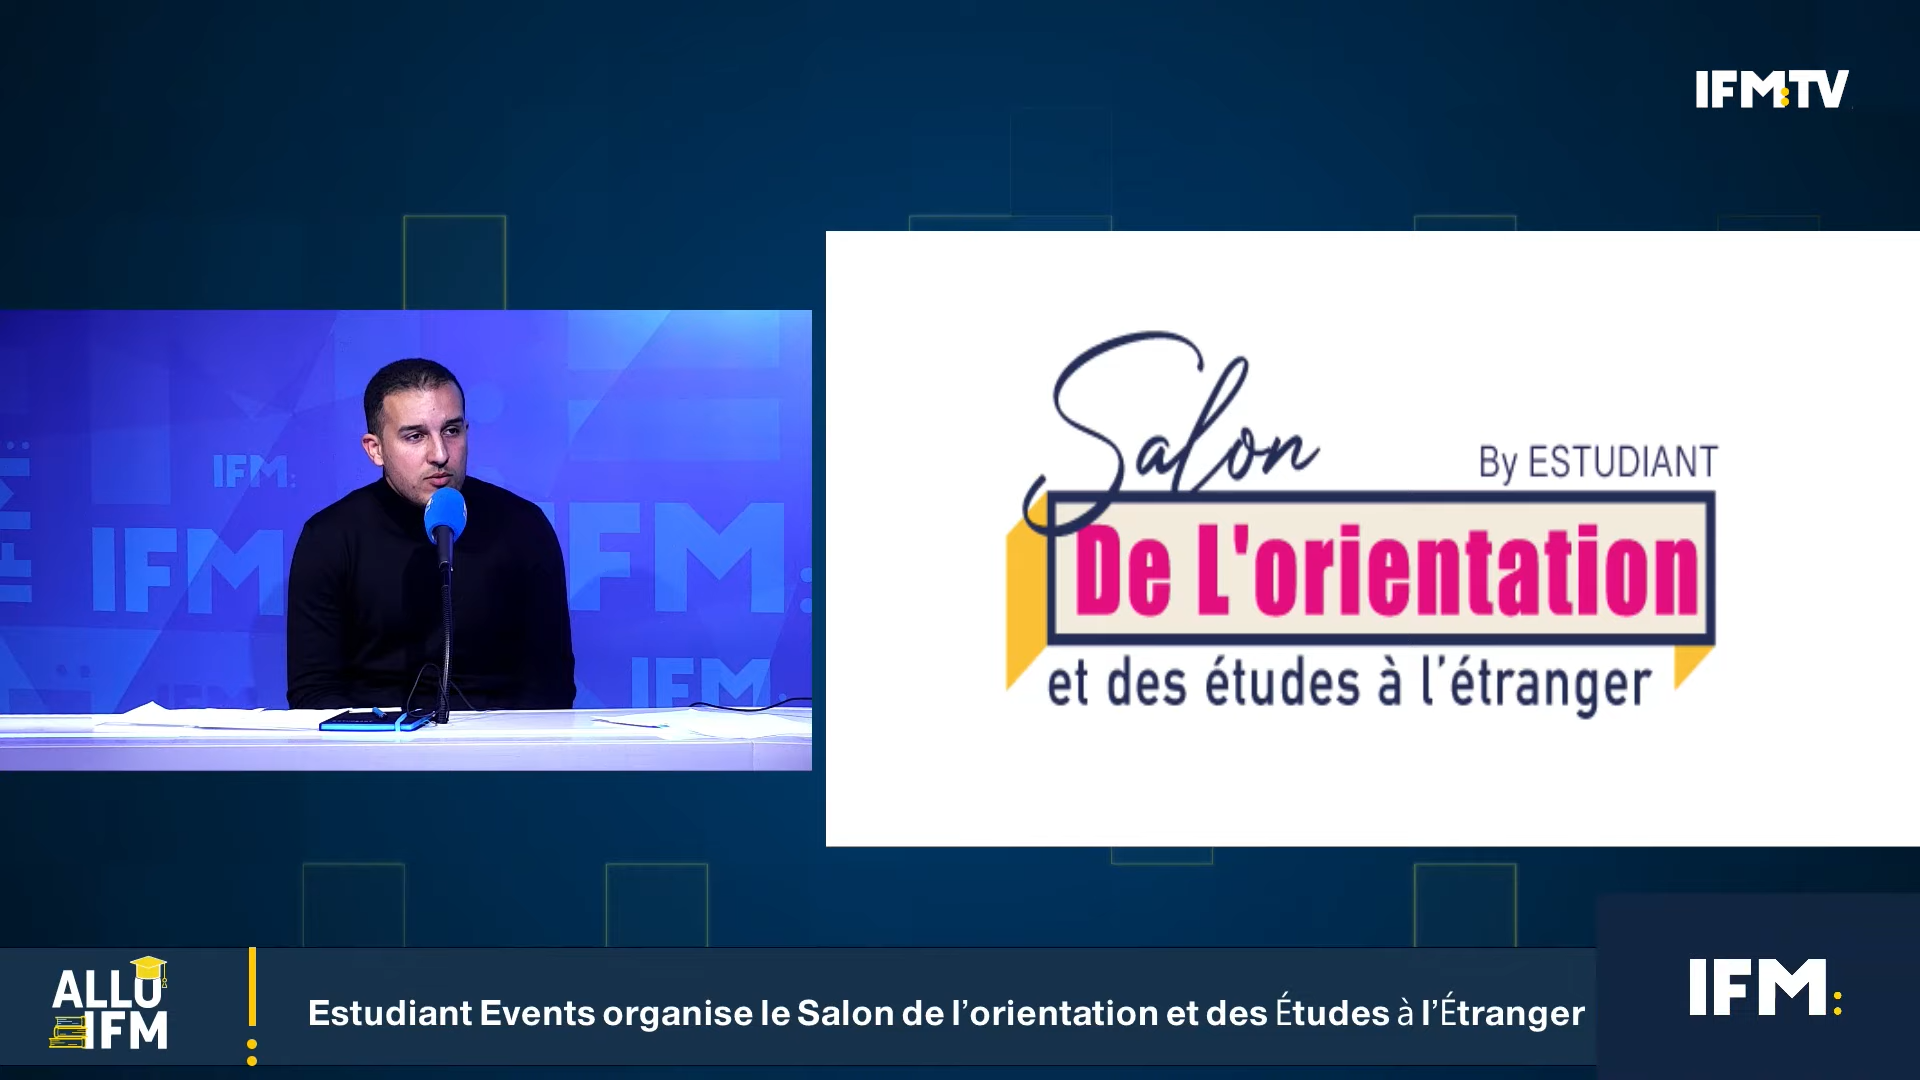 IFM:TV
IFM:
IFM:
IFM:
IFM:
Salon
By ESTUDIANT
De L'orientation
et des études à l'étranger
ALLO
IFM
Estudiant Events organise le Salon de l’orientation et des Études à l’Étranger
IFM: